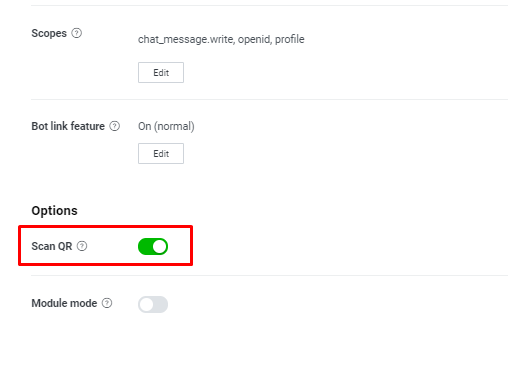 Scopes
chat_message.write, openid, profile
Edit
Bot link feature
On (normal)
Edit
Options
Scan QR
Module mode